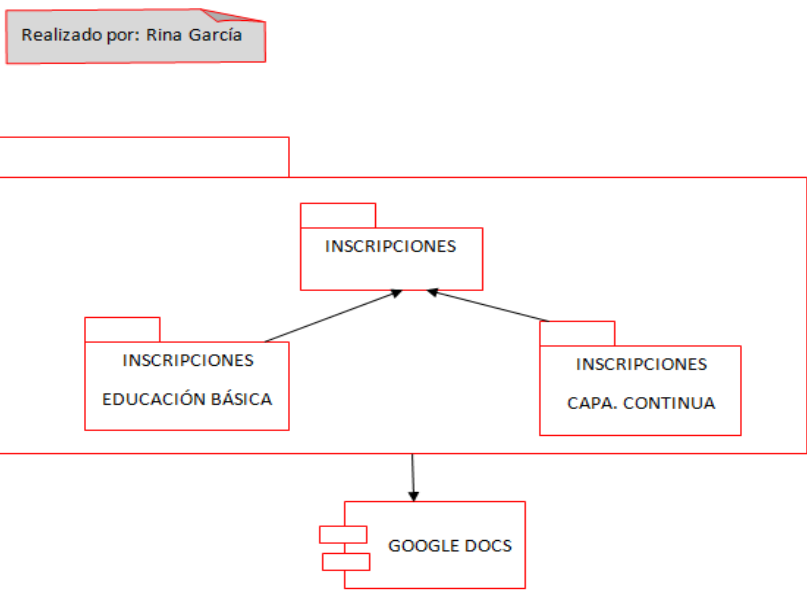 Realizado por: Rina García
INSCRIPCIONES
INSCRIPCIONES
EDUCACIÓN BÁSICA
INSCRIPCIONES
CAPA. CONTINUA
GOOGLE DOCS